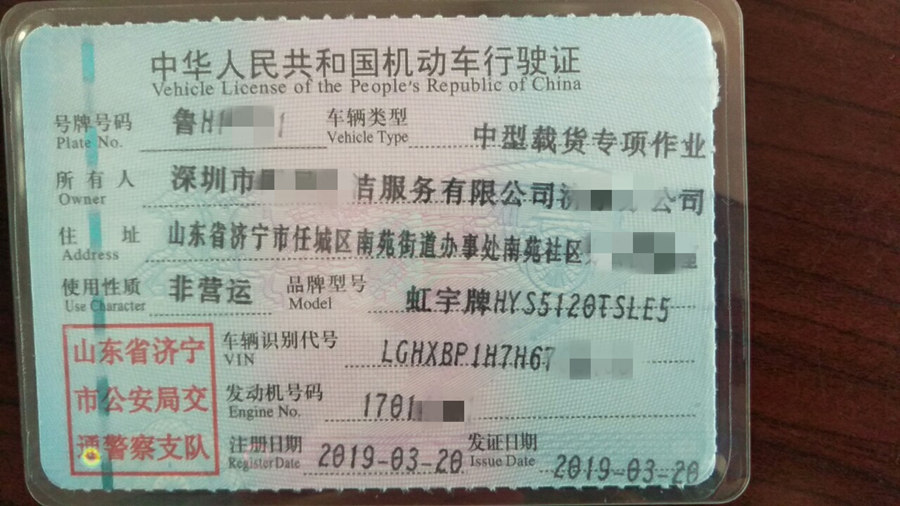 中华人民共和国机动车行驶证
Vehicle License of the People's Republic of China
号牌号码 鲁H 1 车辆类型 中型载货专项作业
Plate No. Vehicle Type
所有人 深圳市 洁服务有限公司济 公司
Owner
住址 山东省济宁市任城区南苑街道办事处南苑社区
Address
使用性质 非营运 品牌型号 虹宇牌HYS5120TSLE5
Use Character Model
山东省济宁
市公安局交
通警察支队
车辆识别代号 LGHXBP1H7H67
VIN
发动机号码 1701
Engine No.
注册日期 2019-03-20 发证日期 2019-03-20
Register Date Issue Date